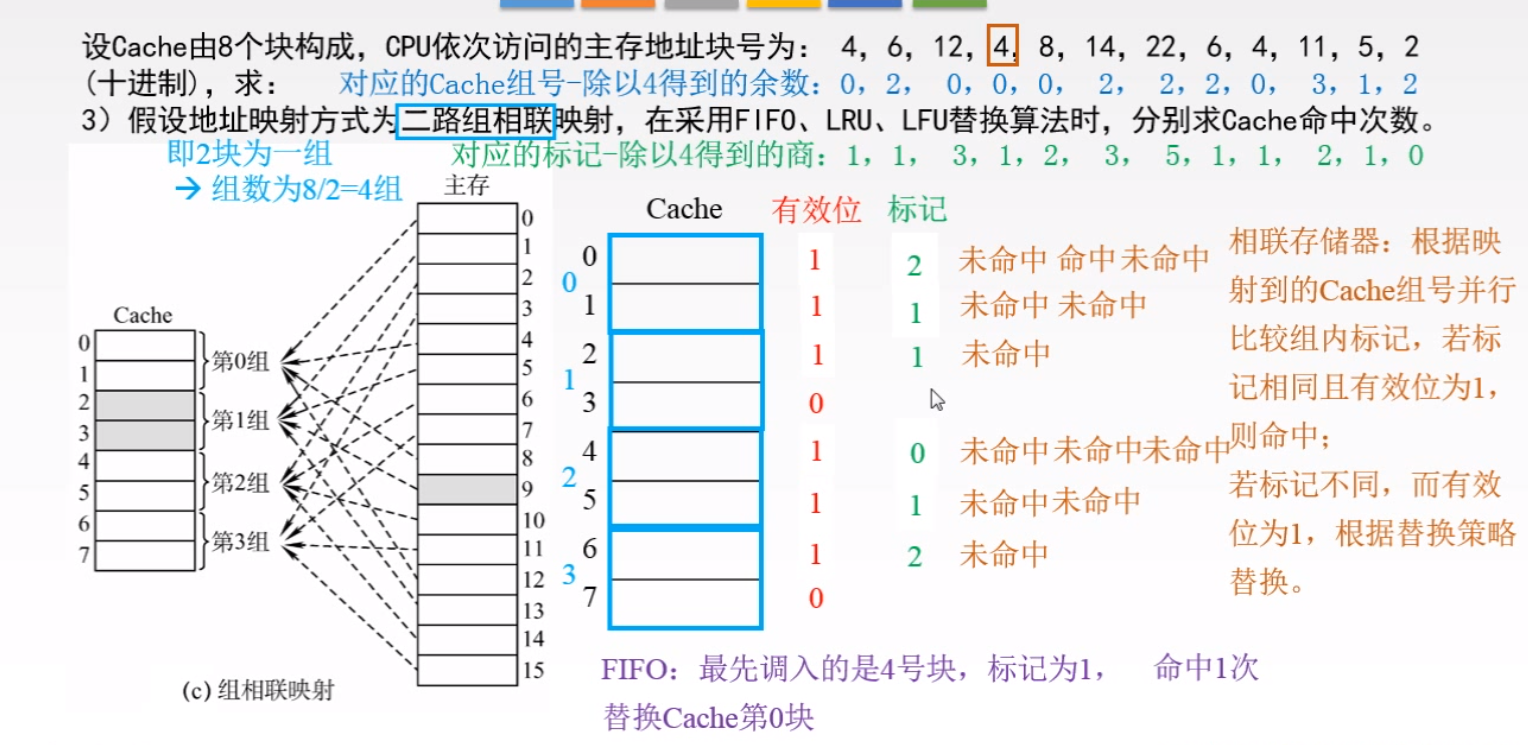 设Cache由8个块构成，CPU依次访问的主存地址块号为： 4, 6, 12, 4, 8, 14, 22, 6, 4, 11, 5, 2
(十进制)，求：
对应的Cache组号-除以4得到的余数：0, 2, 0, 0, 0, 2, 2, 2, 0, 3, 1, 2
3）假设地址映射方式为二路组相联映射，在采用FIFO、LRU、LFU替换算法时，分别求Cache命中次数。
即2块为一组
对应的标记-除以4得到的商：1, 1, 3, 1, 2, 3, 5, 1, 1, 2, 1, 0
→ 组数为8/2=4组
主存
0
1
2
3
4
5
6
7
8
9
10
11
12
13
14
15
Cache
0
1
2
3
4
5
6
7
第0组
第1组
第2组
第3组
(c) 组相联映射
Cache 有效位 标记
0 1 2 未命中 命中 未命中
0
1 1 1 未命中 未命中
2 1 1 未命中
1
3 0
4 1 0 未命中 未命中 未命中
2
5 1 1 未命中 未命中
6 1 2 未命中
3
7 0
相联存储器：根据映
射到的Cache组号并行
比较组内标记，若标
记相同且有效位为1，
则命中；
若标记不同，而有效
位为1，根据替换策略
替换。
FIFO：最先调入的是4号块，标记为1， 命中1次
替换Cache第0块